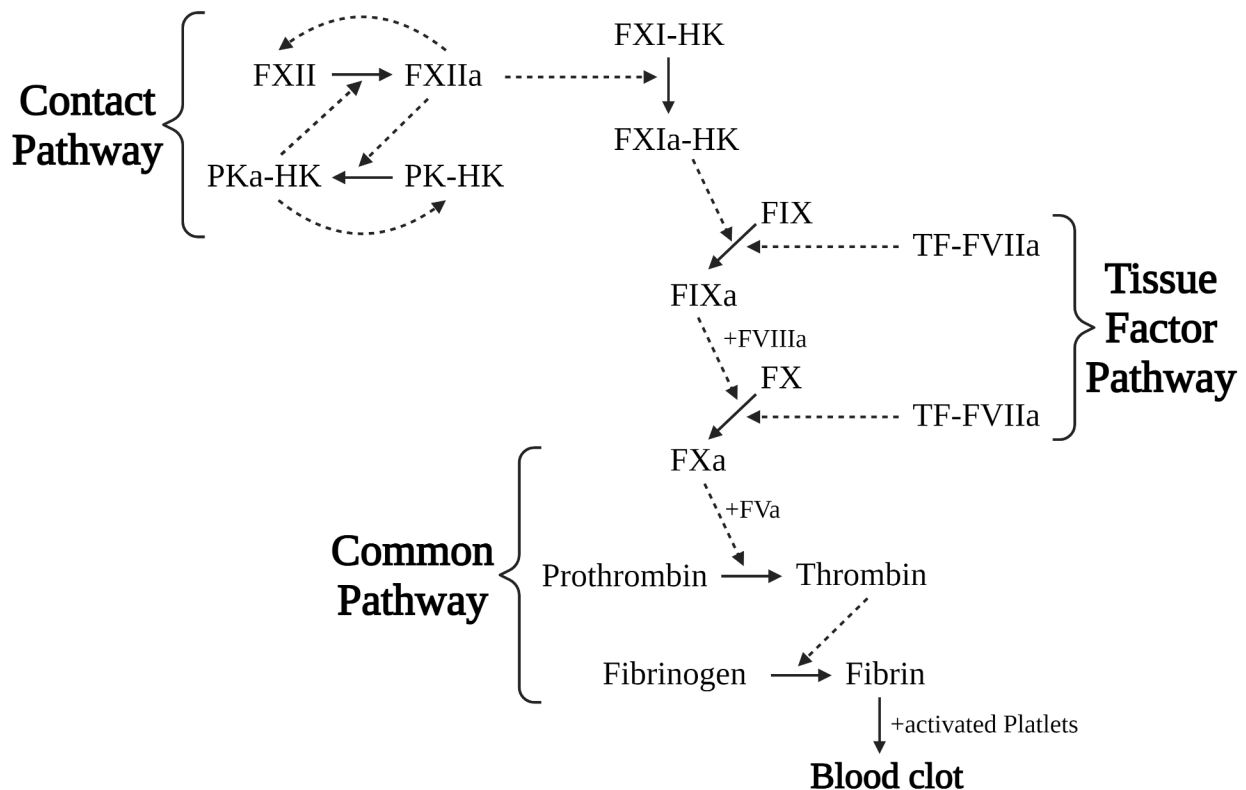 FXI-HK
FXII
FXIIa
Contact
Pathway
FXIa-HK
PKa-HK
PK-HK
FIX
TF-FVIIa
Tissue
Factor
Pathway
FIXa
+FVIIIa
FX
TF-FVIIa
FXa
+FVa
Common
Pathway
Prothrombin
Thrombin
Fibrinogen
Fibrin
+activated Platlets
Blood clot